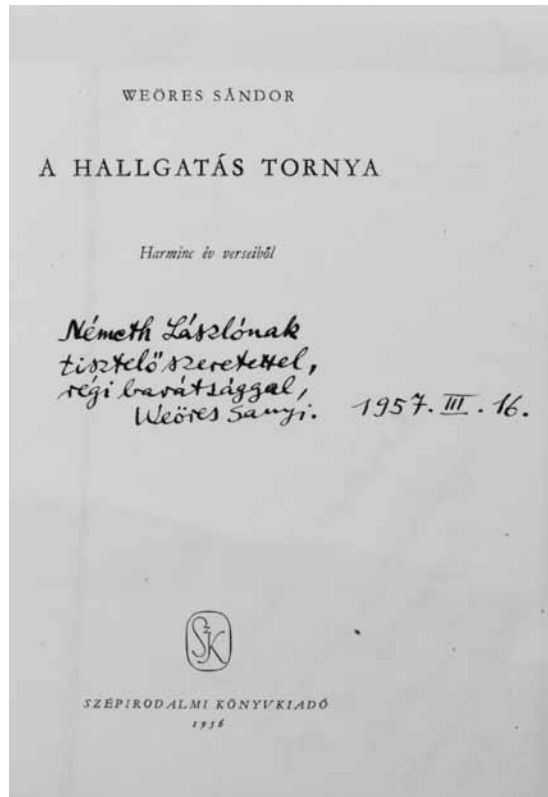 WEÖRES SÁNDOR
A HALLGATÁS TORNYA
Harminc év verseiből
Németh Lászlónak
tisztelő szeretettel,
régi barátsággal,
Weöres Sanyi. 1957. III. 16.
SzK
SZÉPIRODALMI KÖNYVKIADÓ
1956